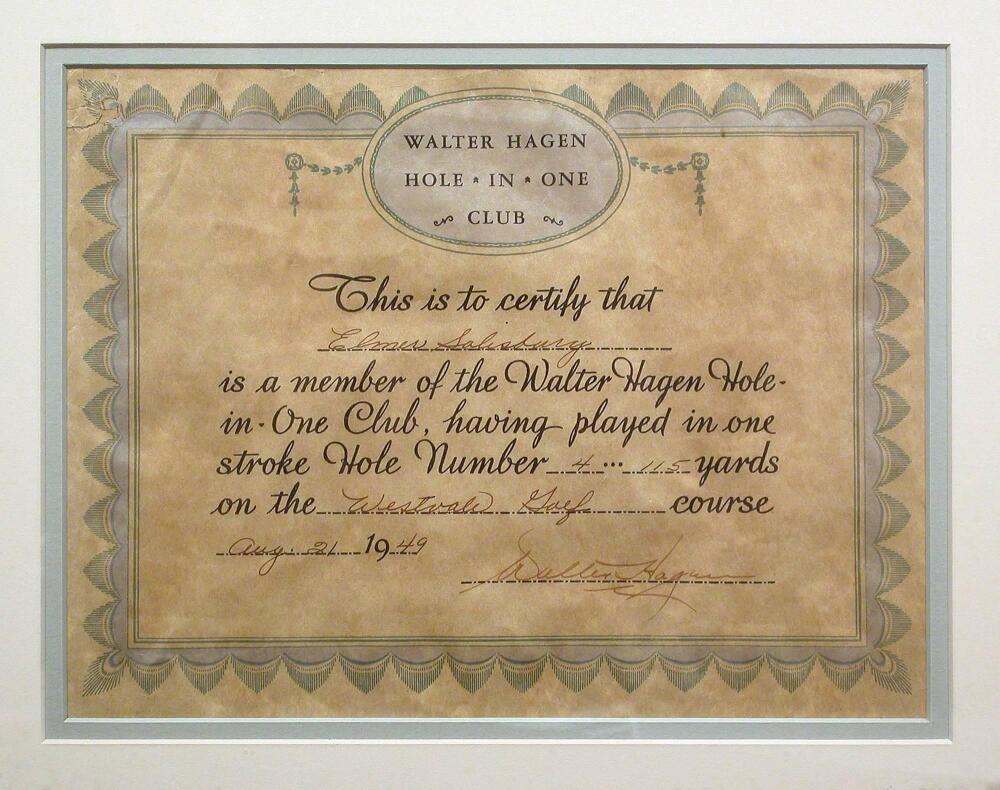 WALTER HAGEN
HOLE * IN * ONE
CLUB
This is to certify that
Elmer Salisbury
is a member of the Walter Hagen Hole-
in-One Club, having played in one
stroke Hole Number 4 ... 115 yards
on the Westvale Golf course
Aug. 21 1949
Walter Hagen